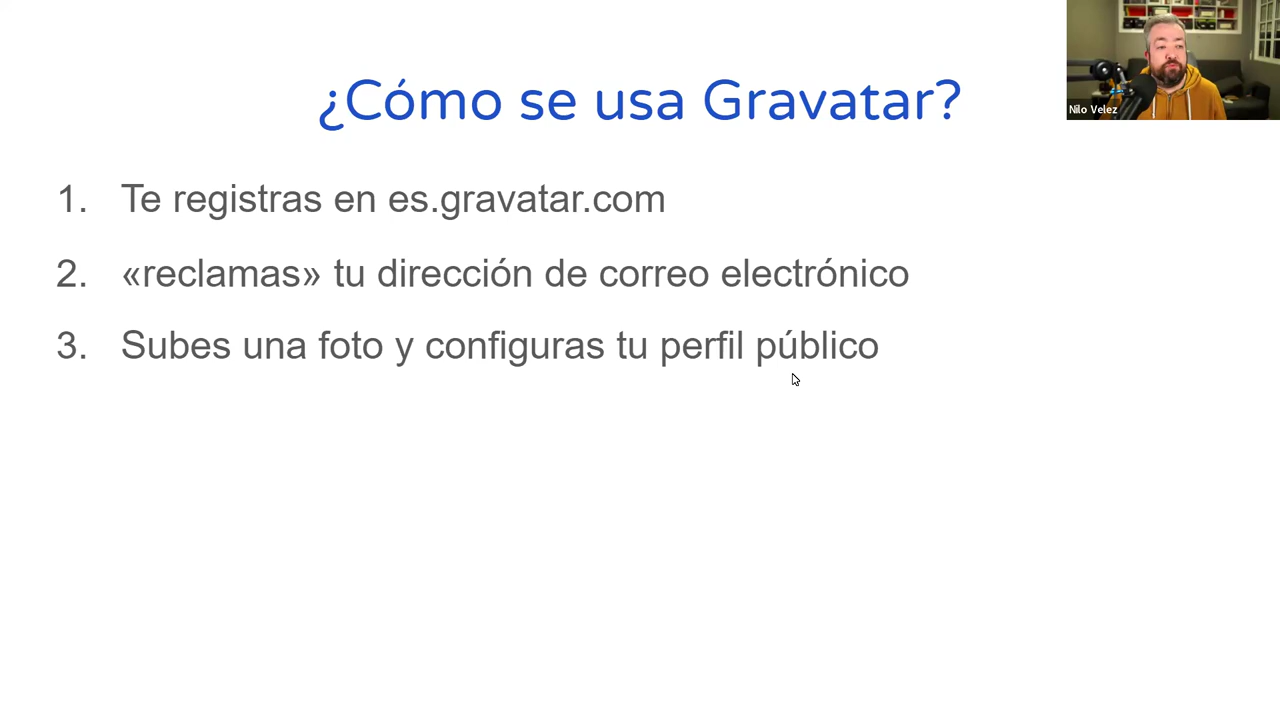 ¿Cómo se usa Gravatar?
1. Te registras en es.gravatar.com
2. «reclamas» tu dirección de correo electrónico
3. Subes una foto y configuras tu perfil público
Nilo Velez